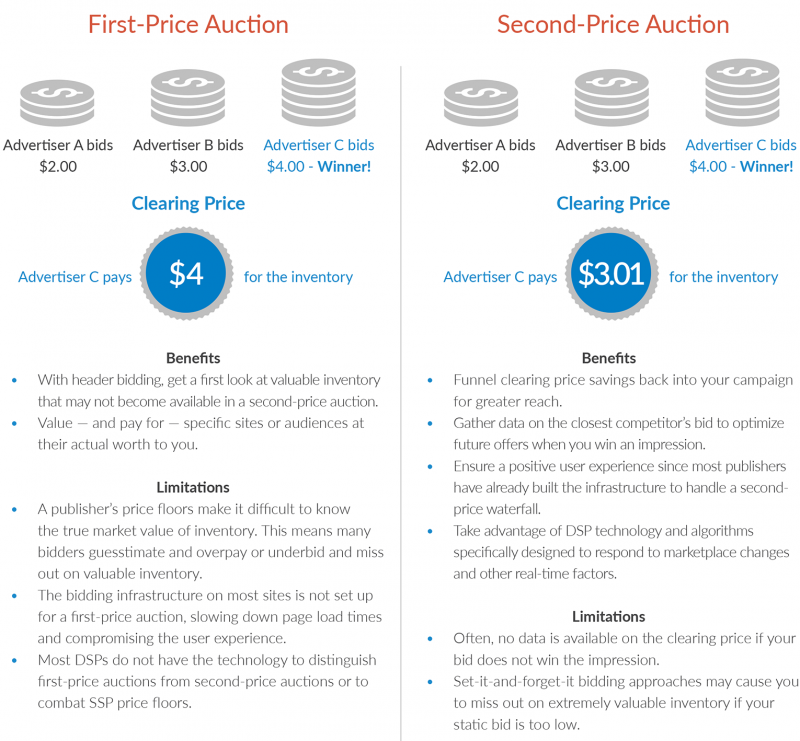 First-Price Auction
$
$
$
Advertiser A bids
$2.00
Advertiser B bids
$3.00
Advertiser C bids
$4.00 - Winner!
Clearing Price
Advertiser C pays
$4
for the inventory
Benefits
• With header bidding, get a first look at valuable inventory
that may not become available in a second-price auction.
• Value — and pay for — specific sites or audiences at
their actual worth to you.
Limitations
• A publisher's price floors make it difficult to know
the true market value of inventory. This means many
bidders guesstimate and overpay or underbid and miss
out on valuable inventory.
• The bidding infrastructure on most sites is not set up
for a first-price auction, slowing down page load times
and compromising the user experience.
• Most DSPs do not have the technology to distinguish
first-price auctions from second-price auctions or to
combat SSP price floors.
Second-Price Auction
$
$
$
Advertiser A bids
$2.00
Advertiser B bids
$3.00
Advertiser C bids
$4.00 - Winner!
Clearing Price
Advertiser C pays
$3.01
for the inventory
Benefits
• Funnel clearing price savings back into your campaign
for greater reach.
• Gather data on the closest competitor's bid to optimize
future offers when you win an impression.
• Ensure a positive user experience since most publishers
have already built the infrastructure to handle a second-
price waterfall.
• Take advantage of DSP technology and algorithms
specifically designed to respond to marketplace changes
and other real-time factors.
Limitations
• Often, no data is available on the clearing price if your
bid does not win the impression.
• Set-it-and-forget-it bidding approaches may cause you
to miss out on extremely valuable inventory if your
static bid is too low.